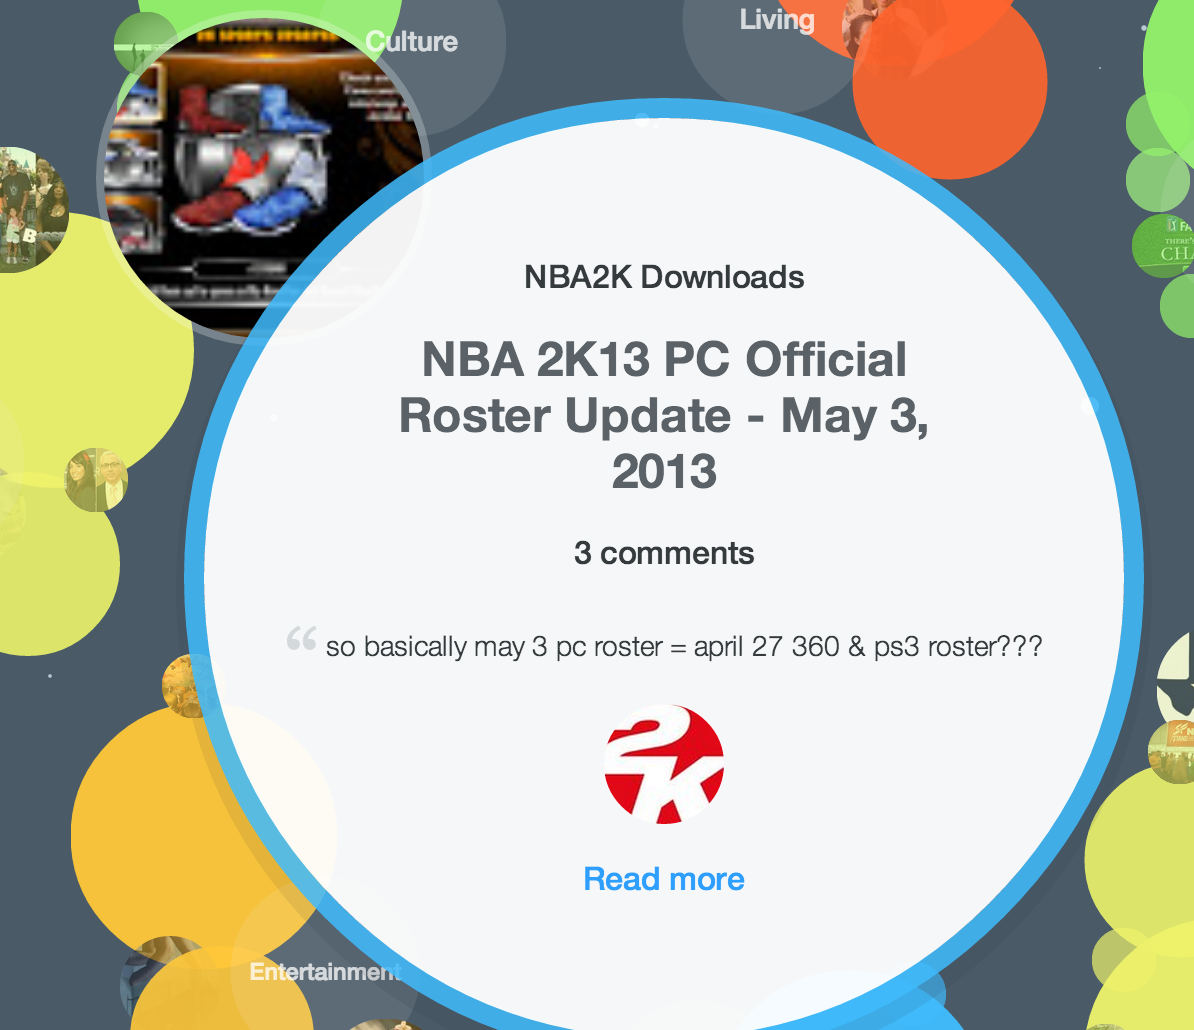 Culture
Living
NBA2K Downloads
NBA 2K13 PC Official
Roster Update - May 3,
2013
3 comments
“ so basically may 3 pc roster = april 27 360 & ps3 roster???
2K
Read more
Entertainment